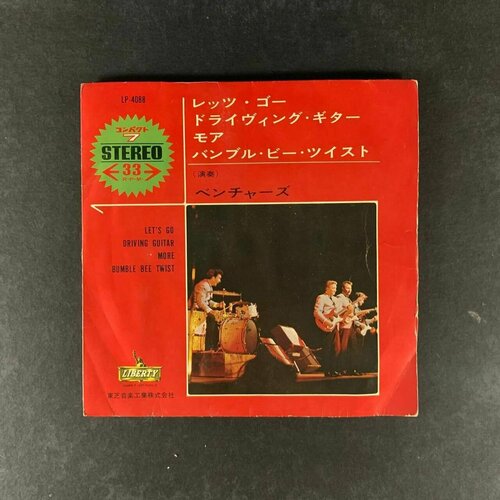 LP-4088
コンパクト
7
STEREO
33
R·P·M·
レッツ・ゴー
ドライヴィング・ギター
モア
バンブル・ビー・ツイスト
(演奏)
ベンチャーズ
LET'S GO
DRIVING GUITAR
MORE
BUMBLE BEE TWIST
LIBERTY
東芝音楽工業株式会社